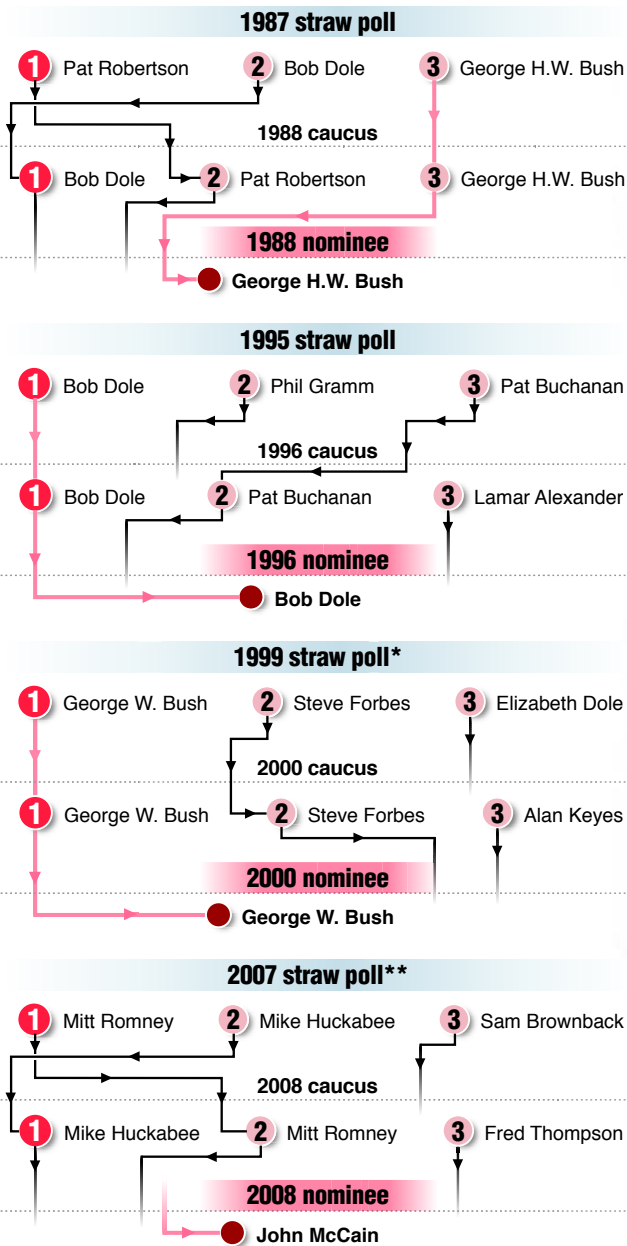 1987 straw poll
1 Pat Robertson 2 Bob Dole 3 George H.W. Bush
1988 caucus
1 Bob Dole 2 Pat Robertson 3 George H.W. Bush
1988 nominee
George H.W. Bush
1995 straw poll
1 Bob Dole 2 Phil Gramm 3 Pat Buchanan
1996 caucus
1 Bob Dole 2 Pat Buchanan 3 Lamar Alexander
1996 nominee
Bob Dole
1999 straw poll*
1 George W. Bush 2 Steve Forbes 3 Elizabeth Dole
2000 caucus
1 George W. Bush 2 Steve Forbes 3 Alan Keyes
2000 nominee
George W. Bush
2007 straw poll**
1 Mitt Romney 2 Mike Huckabee 3 Sam Brownback
2008 caucus
1 Mike Huckabee 2 Mitt Romney 3 Fred Thompson
2008 nominee
John McCain